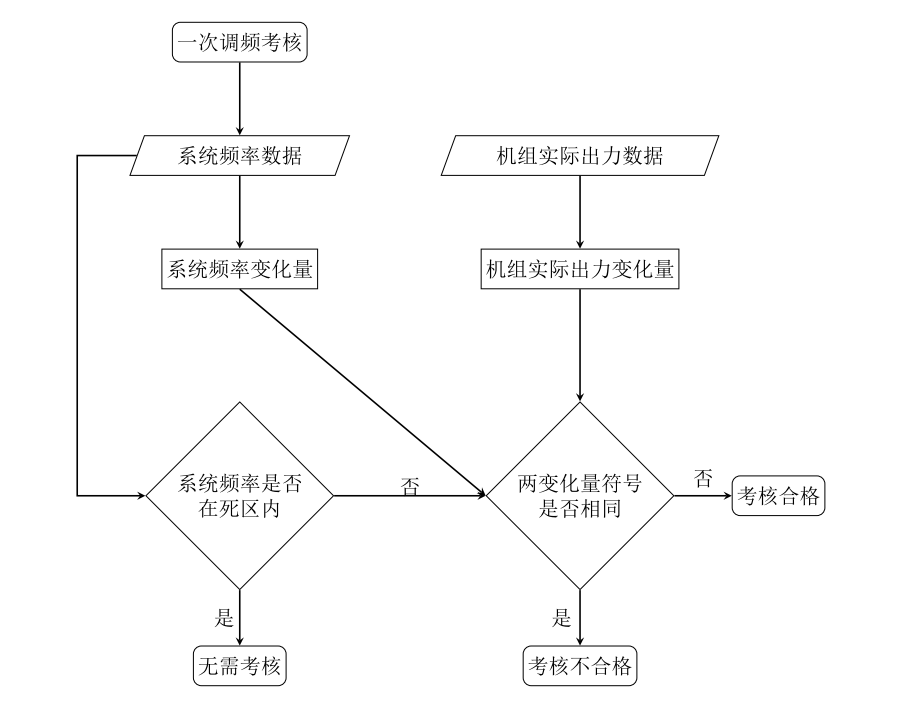 一次调频考核
系统频率数据
机组实际出力数据
系统频率变化量
机组实际出力变化量
系统频率是否
在死区内
否
两变化量符号
是否相同
否
考核合格
是
是
无需考核
考核不合格